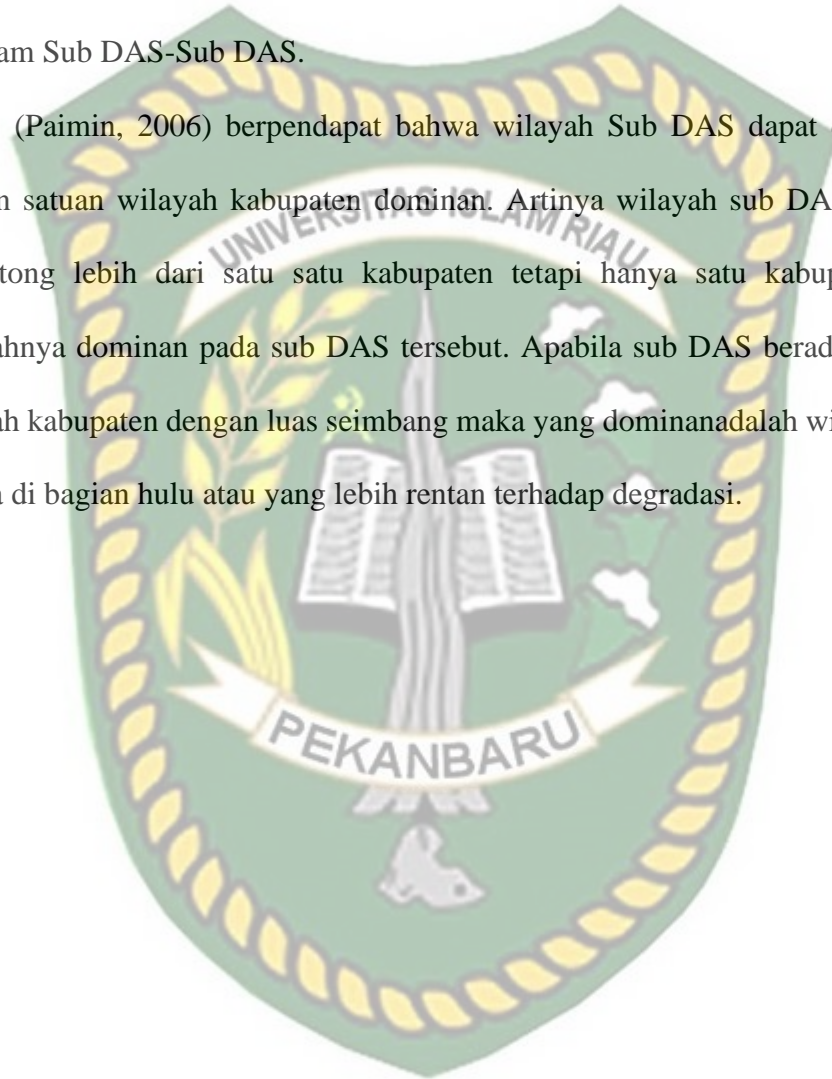 am Sub DAS-Sub DAS.
(Paimin, 2006) berpendapat bahwa wilayah Sub DAS dapat
n satuan wilayah kabupaten dominan. Artinya wilayah sub DA
UNIVERSITAS ISLAM RIAU
tong lebih dari satu satu kabupaten tetapi hanya satu kabup
ahnya dominan pada sub DAS tersebut. Apabila sub DAS berad
ah kabupaten dengan luas seimbang maka yang dominanadalah wi
a di bagian hulu atau yang lebih rentan terhadap degradasi.
PEKANBARU